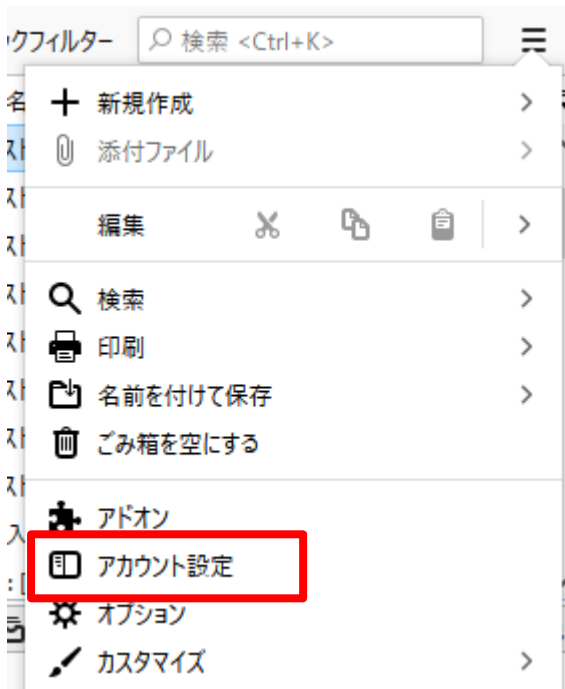 ックフィルター 検索 <Ctrl+K>
新規作成
添付ファイル
編集
検索
印刷
名前を付けて保存
ごみ箱を空にする
アドオン
アカウント設定
オプション
カスタマイズ